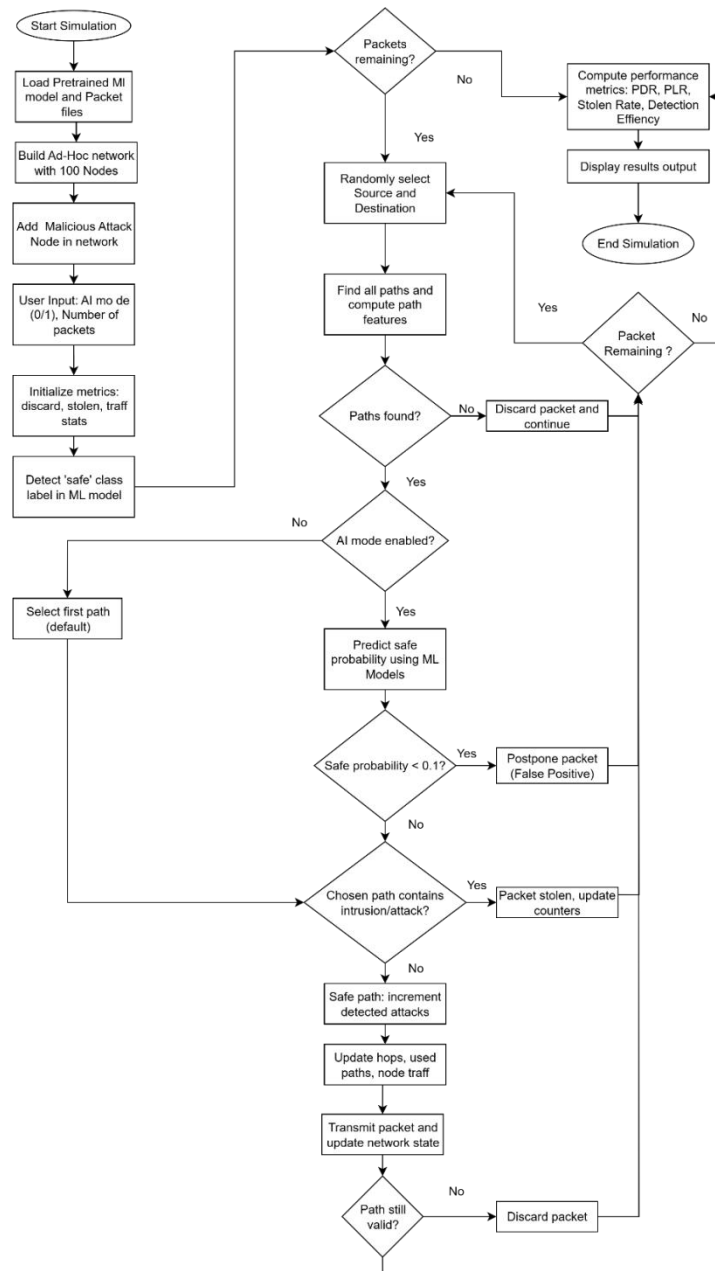 Start Simulation
Load Pretrained Ml
model and Packet
files
Build Ad-Hoc network
with 100 Nodes
Add Malicious Attack
Node in network
User Input: AI mo de
(0/1), Number of
packets
Initialize metrics:
discard, stolen, traff
stats
Detect 'safe' class
label in ML model
Packets
remaining?
No
Yes
Compute performance
metrics: PDR, PLR,
Stolen Rate, Detection
Effiency
Display results output
End Simulation
Randomly select
Source and
Destination
Find all paths and
compute path
features
Yes
Packet
Remaining ?
No
Paths found?
No
Discard packet and
continue
Yes
AI mode enabled?
No
Select first path
(default)
Yes
Predict safe
probability using ML
Models
Safe probability < 0.1?
Yes
Postpone packet
(False Positive)
No
Chosen path contains
intrusion/attack?
Yes
Packet stolen, update
counters
No
Safe path: increment
detected attacks
Update hops, used
paths, node traff
Transmit packet and
update network state
Path still
valid?
No
Discard packet